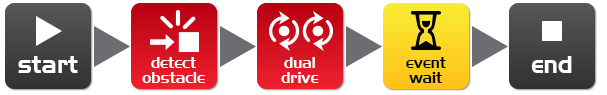 start
detect
obstacle
dual
drive
event
wait
end